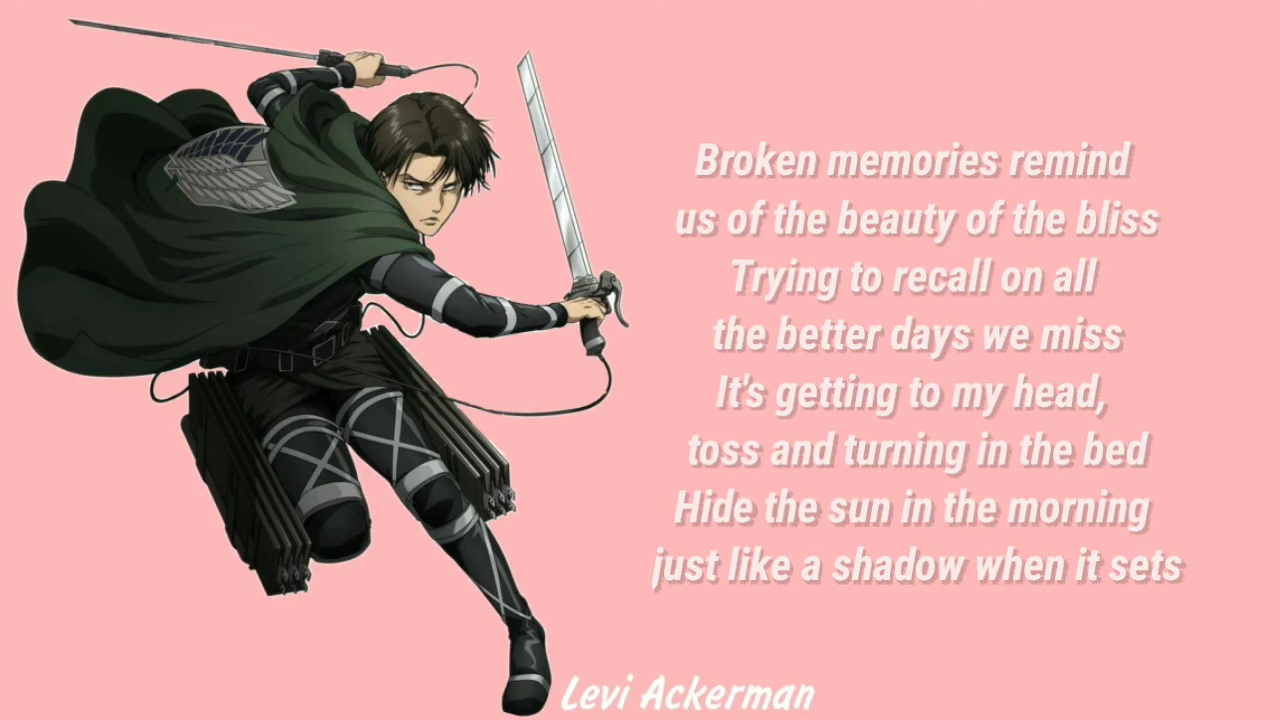 Broken memories remind
us of the beauty of the bliss
Trying to recall on all
the better days we miss
It's getting to my head,
toss and turning in the bed
Hide the sun in the morning
just like a shadow when it sets
Levi Ackerman